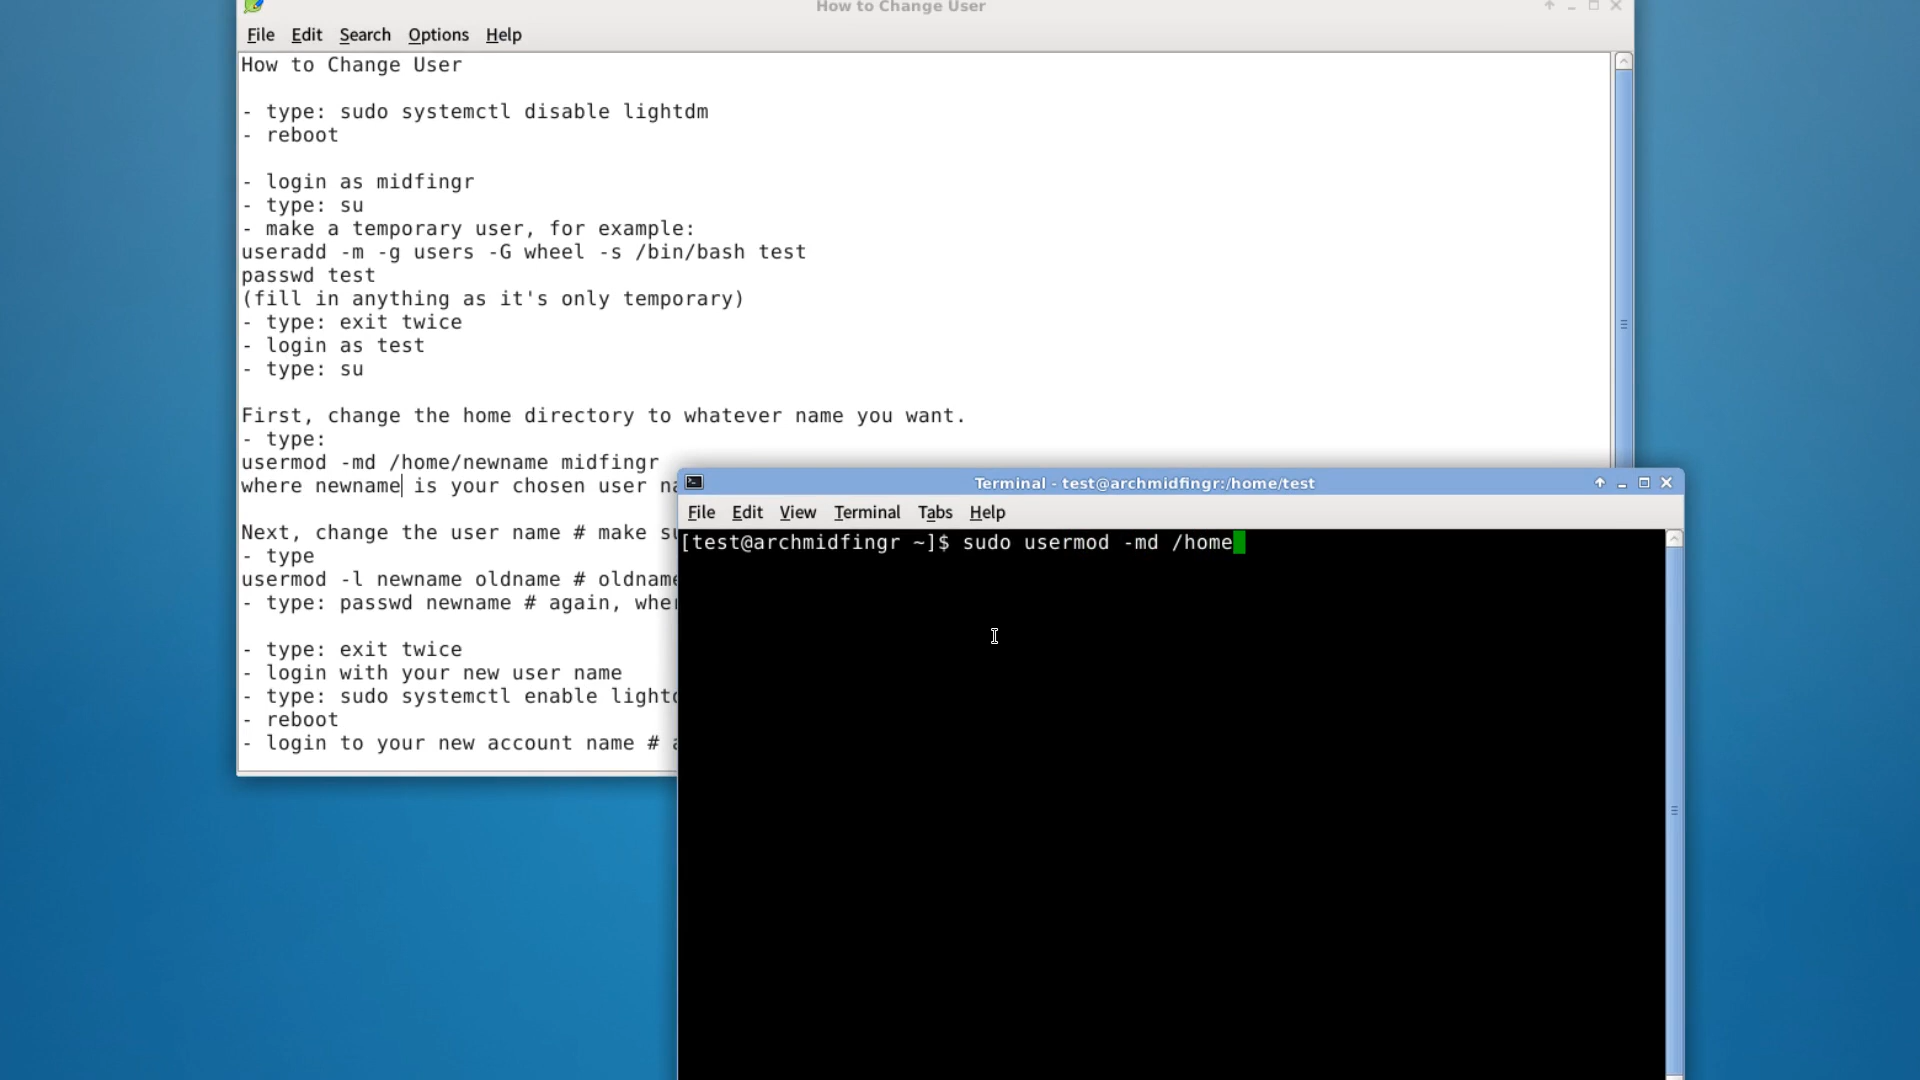 How to Change User
File Edit Search Options Help
How to Change User
- type: sudo systemctl disable lightdm
- reboot
- login as midfingr
- type: su
- make a temporary user, for example:
useradd -m -g users -G wheel -s /bin/bash test
passwd test
(fill in anything as it's only temporary)
- type: exit twice
- login as test
- type: su
First, change the home directory to whatever name you want.
- type:
usermod -md /home/newname midfingr
where newname is your chosen user
Next, change the user name # make
- type
usermod -l newname oldname # oldname
- type: passwd newname # again,
- type: exit twice
- login with your new user name
- type: sudo systemctl enable
- reboot
- login to your new account name #
Terminal - test@archmidfingr:/home/test
File Edit View Terminal Tabs Help
[test@archmidfingr ~]$ sudo usermod -md /home